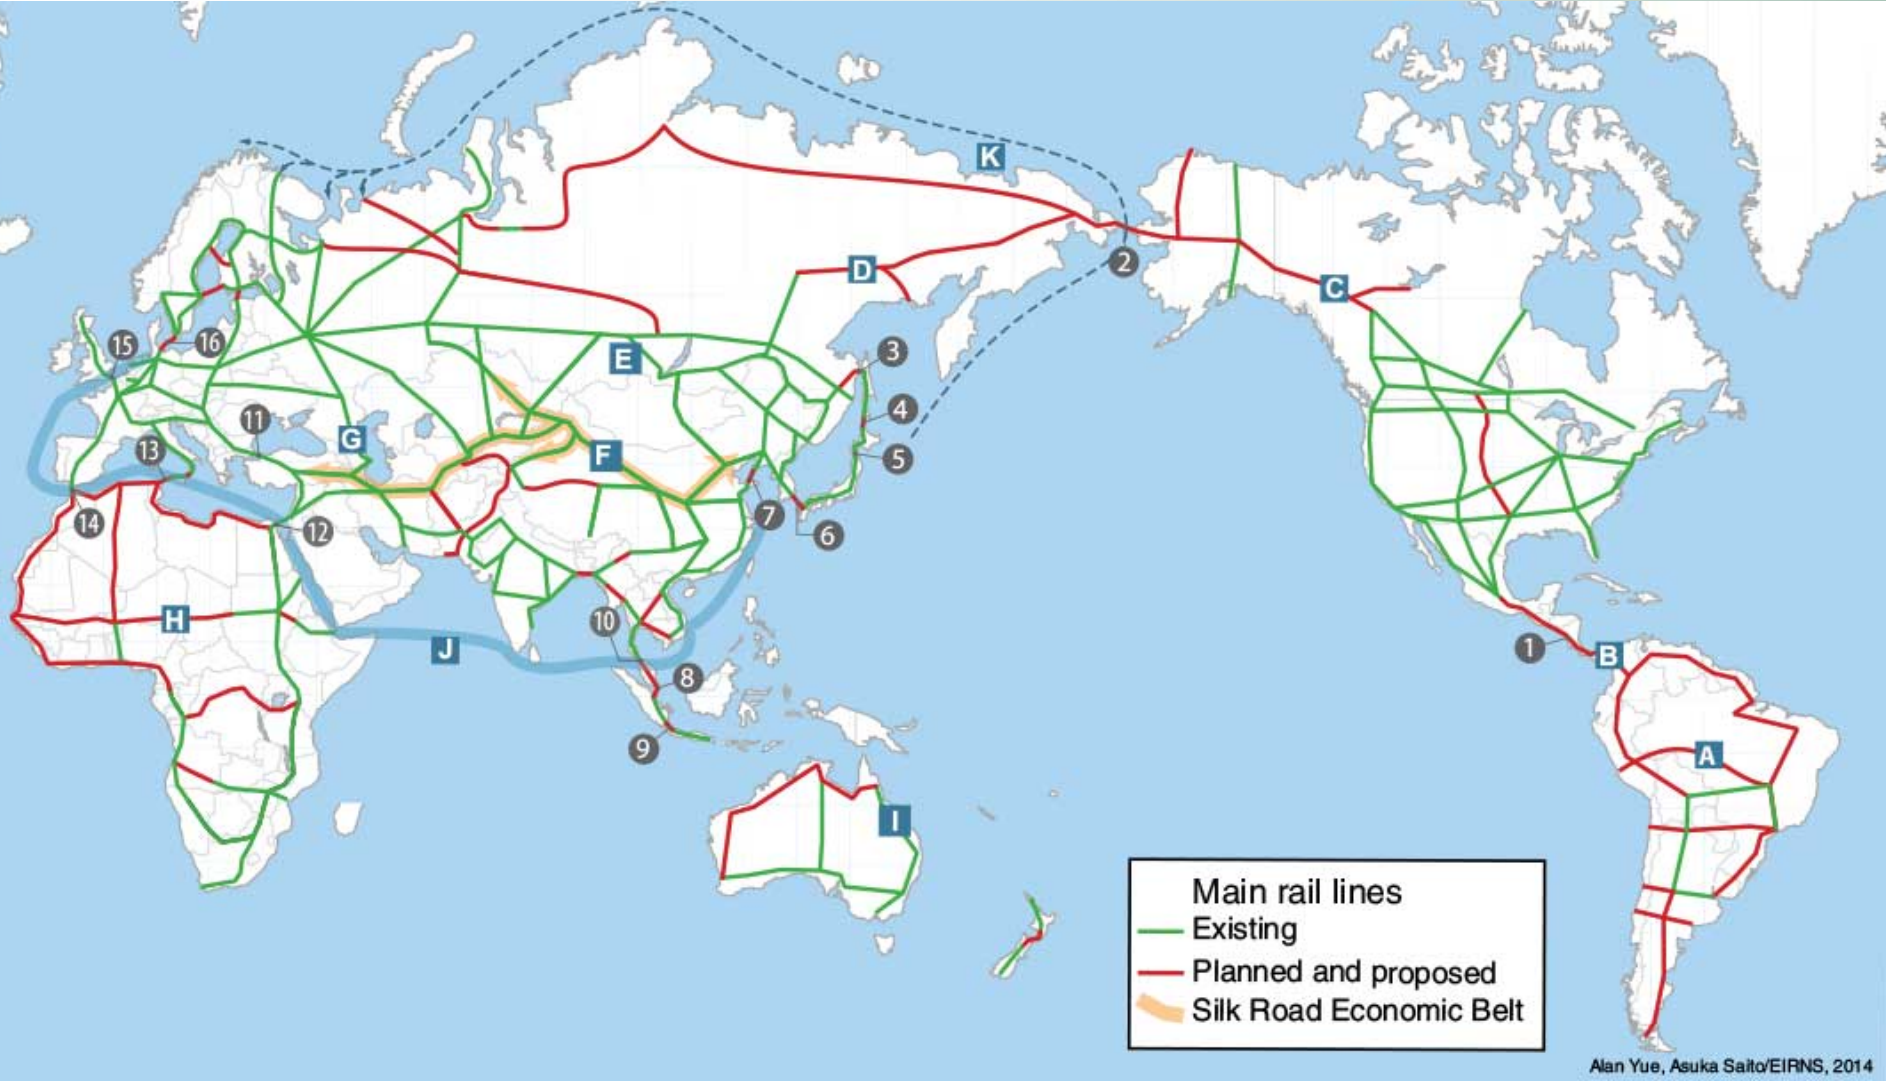 K
2
D
C
3
15
16
E
4
11
G
13
F
5
14
12
7
6
H
10
J
1
B
8
9
A
I
Main rail lines
Existing
Planned and proposed
Silk Road Economic Belt
Alan Yue, Asuka Saito/EIRNS, 2014